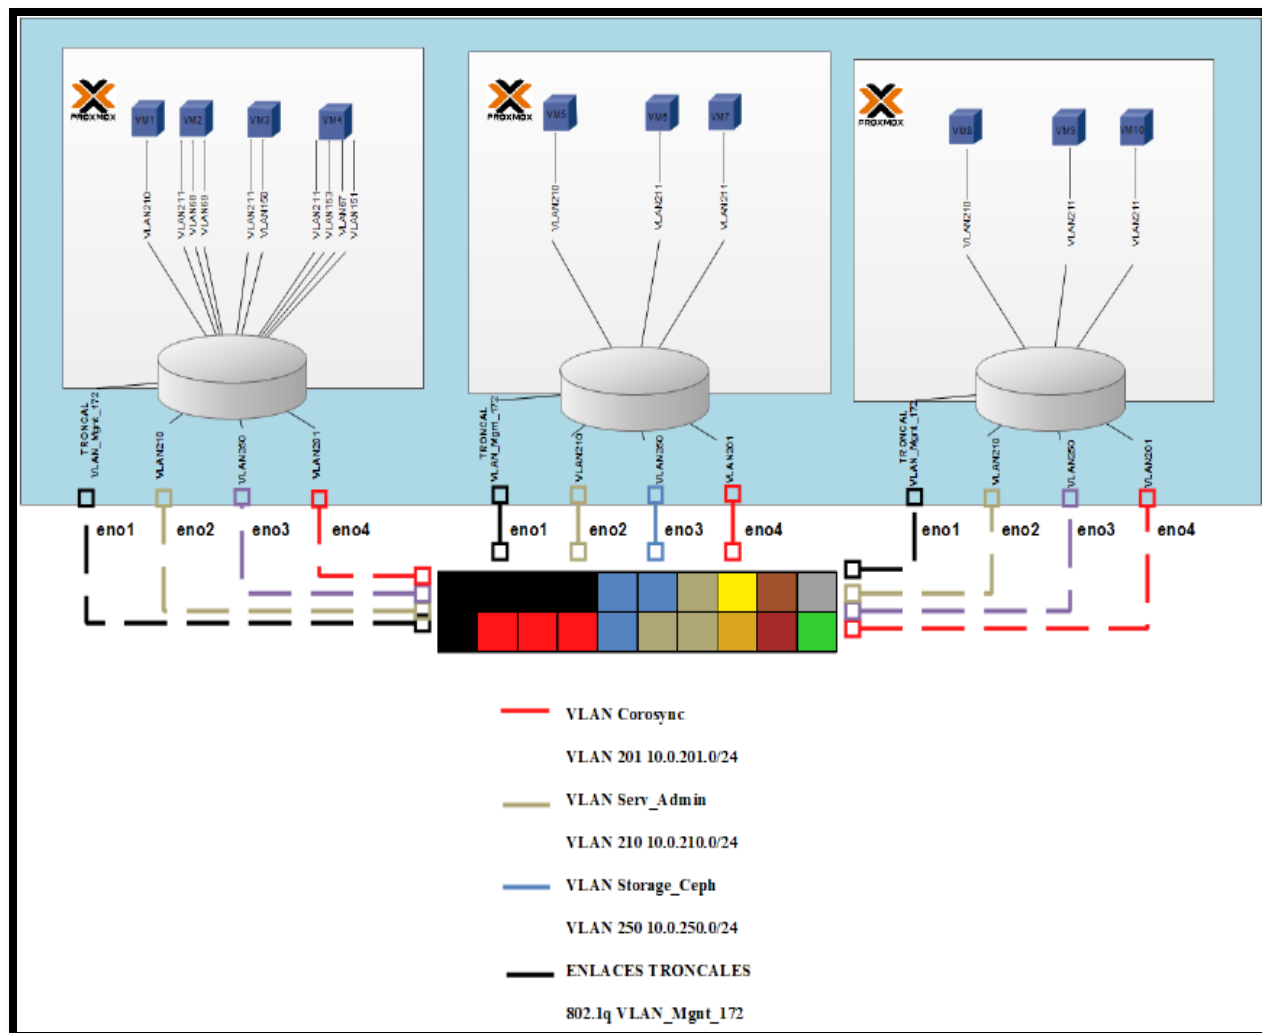 PROXMOX
VM1
VM2
VM3
VM4
VLAN210
VLAN211
VLAN68
VLAN69
VLAN211
VLAN150
VLAN211
VLAN153
VLAN67
VLAN151
TRONCAL
VLAN_Mgnt_172
VLAN210
VLAN250
VLAN201
eno1
eno2
eno3
eno4
PROXMOX
VM5
VM6
VM7
VLAN210
VLAN211
VLAN211
TRONCAL
VLAN_Mgnt_172
VLAN210
VLAN250
VLAN201
eno1
eno2
eno3
eno4
PROXMOX
VM8
VM9
VM10
VLAN210
VLAN211
VLAN211
TRONCAL
VLAN_Mgnt_172
VLAN210
VLAN250
VLAN201
eno1
eno2
eno3
eno4
VLAN Corosync
VLAN 201 10.0.201.0/24
VLAN Serv_Admin
VLAN 210 10.0.210.0/24
VLAN Storage_Ceph
VLAN 250 10.0.250.0/24
ENLACES TRONCALES
802.1q VLAN_Mgnt_172